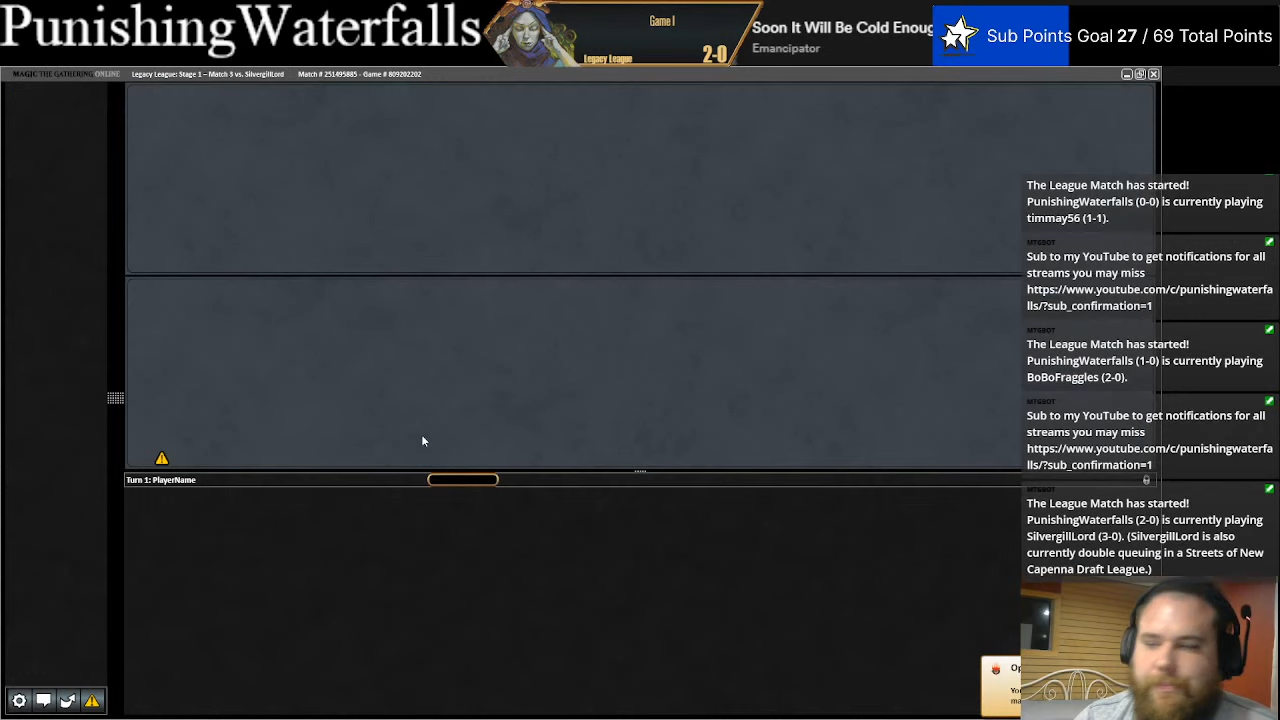 PunishingWaterfalls
Game 1
Legacy League
2-0
Soon It Will Be Cold Enoug
Emancipator
Sub Points Goal 27 / 69 Total Points
MAGIC THE GATHERING ONLINE
Legacy League: Stage 1 – Match 3 vs. SilvergillLord
Match # 251495885 - Game # 809202202
The League Match has started!
PunishingWaterfalls (0-0) is currently playing
timmay56 (1-1).
MTGBOT
Sub to my YouTube to get notifications for all
streams you may miss
https://www.youtube.com/c/punishingwaterfa
lls/?sub_confirmation=1
MTGBOT
The League Match has started!
PunishingWaterfalls (1-0) is currently playing
BoBoFraggles (2-0).
MTGBOT
Sub to my YouTube to get notifications for all
streams you may miss
https://www.youtube.com/c/punishingwaterfa
lls/?sub_confirmation=1
MTGBOT
The League Match has started!
PunishingWaterfalls (2-0) is currently playing
SilvergillLord (3-0). (SilvergillLord is also
currently double queuing in a Streets of New
Capenna Draft League.)
Turn 1: PlayerName